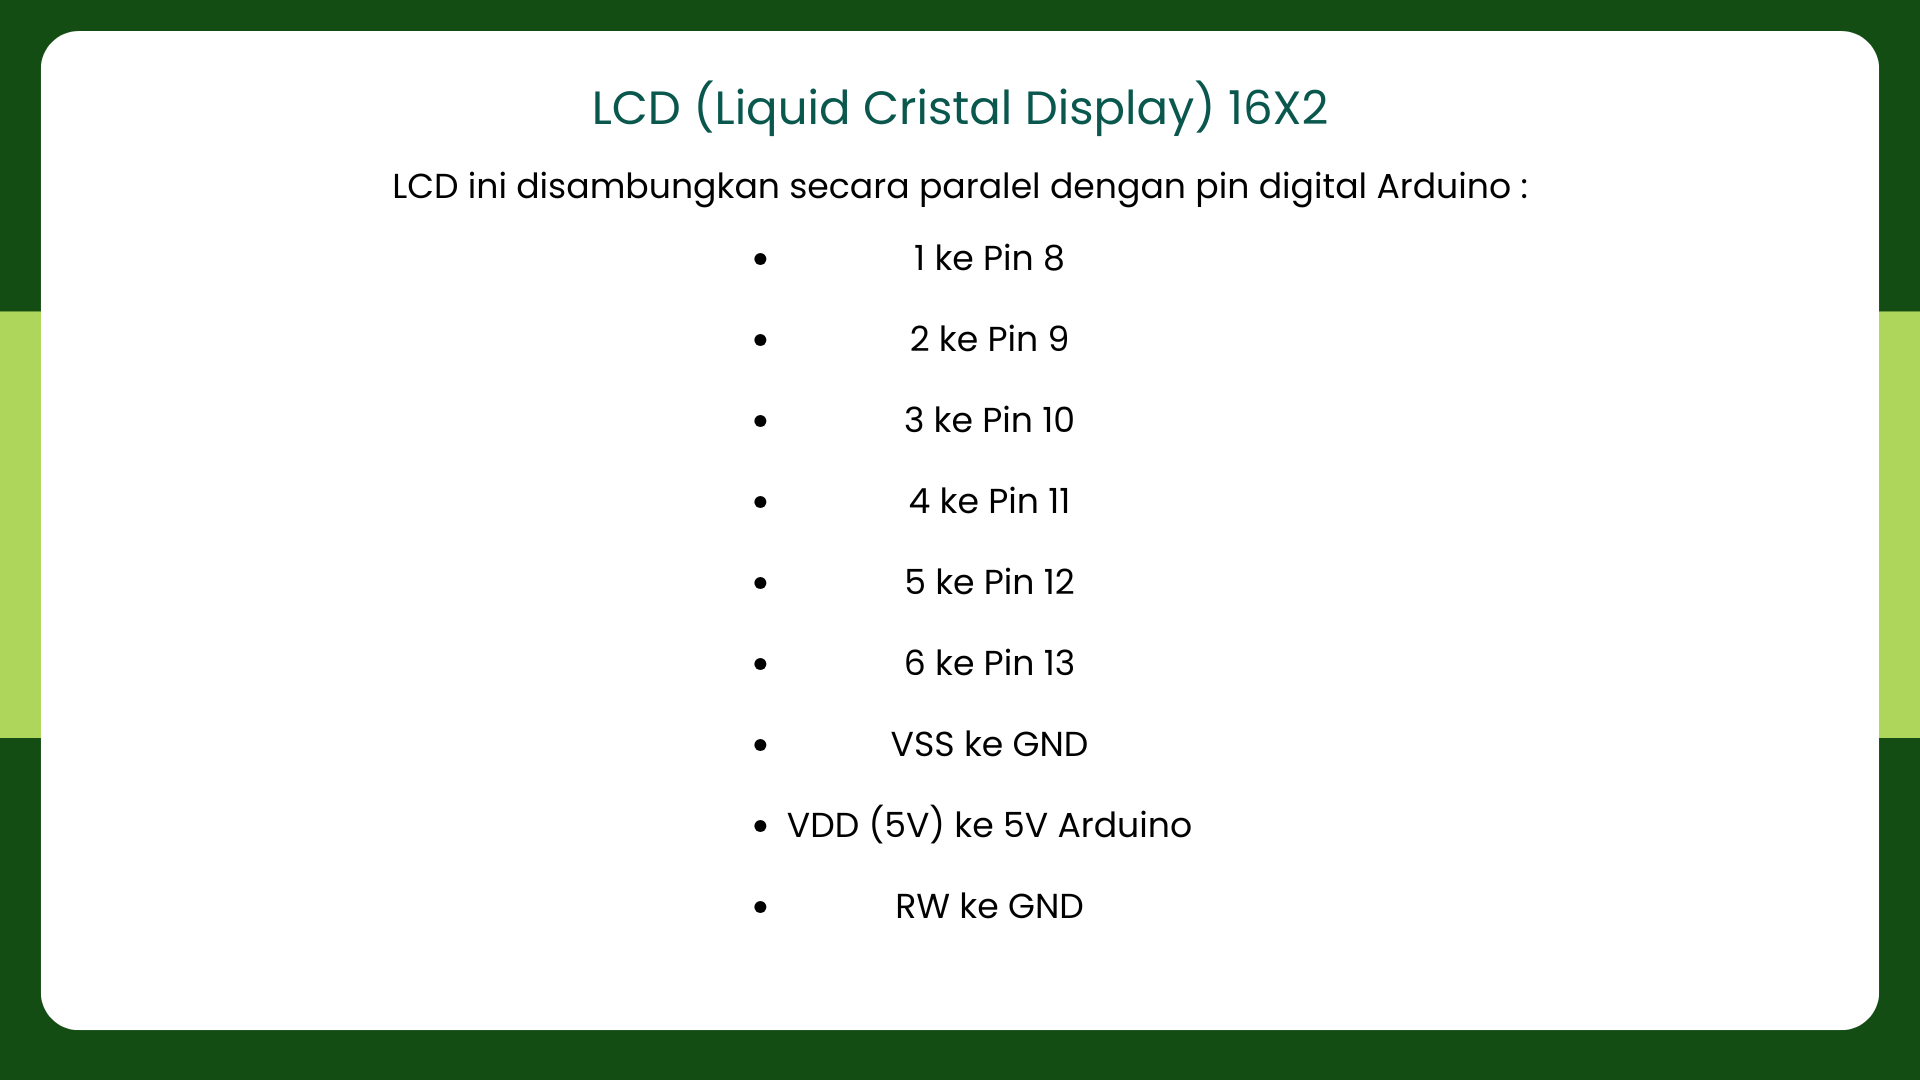 LCD (Liquid Cristal Display) 16X2
LCD ini disambungkan secara paralel dengan pin digital Arduino :
• 1 ke Pin 8
• 2 ke Pin 9
• 3 ke Pin 10
• 4 ke Pin 11
• 5 ke Pin 12
• 6 ke Pin 13
• VSS ke GND
• VDD (5V) ke 5V Arduino
• RW ke GND